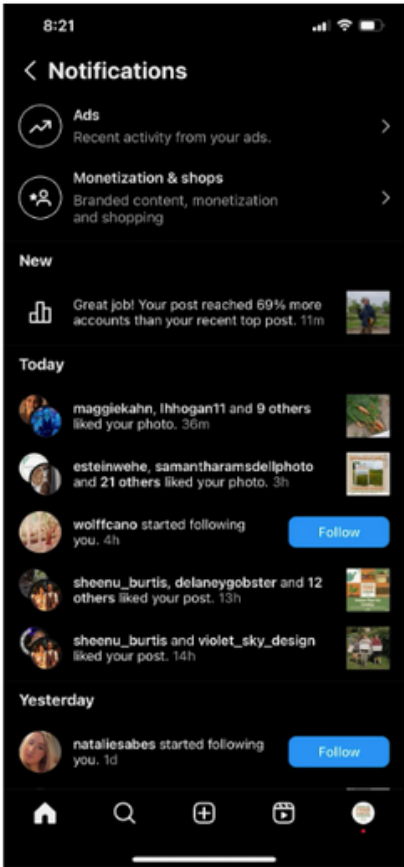 8:21
Notifications
Ads
Recent activity from your ads.
Monetization & shops
Branded content, monetization
and shopping
New
Great job! Your post reached 69% more
accounts than your recent top post. 11m
Today
maggiekahn, lhhogan11 and 9 others
liked your photo. 36m
esteinwehe, samantharamsdellphoto
and 21 others liked your photo. 3h
wolffcano started following
you. 4h
Follow
sheenu_burtis, delaneygobster and 12
others liked your post. 13h
sheenu_burtis and violet_sky_design
liked your post. 14h
Yesterday
nataliesabes started following
you. 1d
Follow